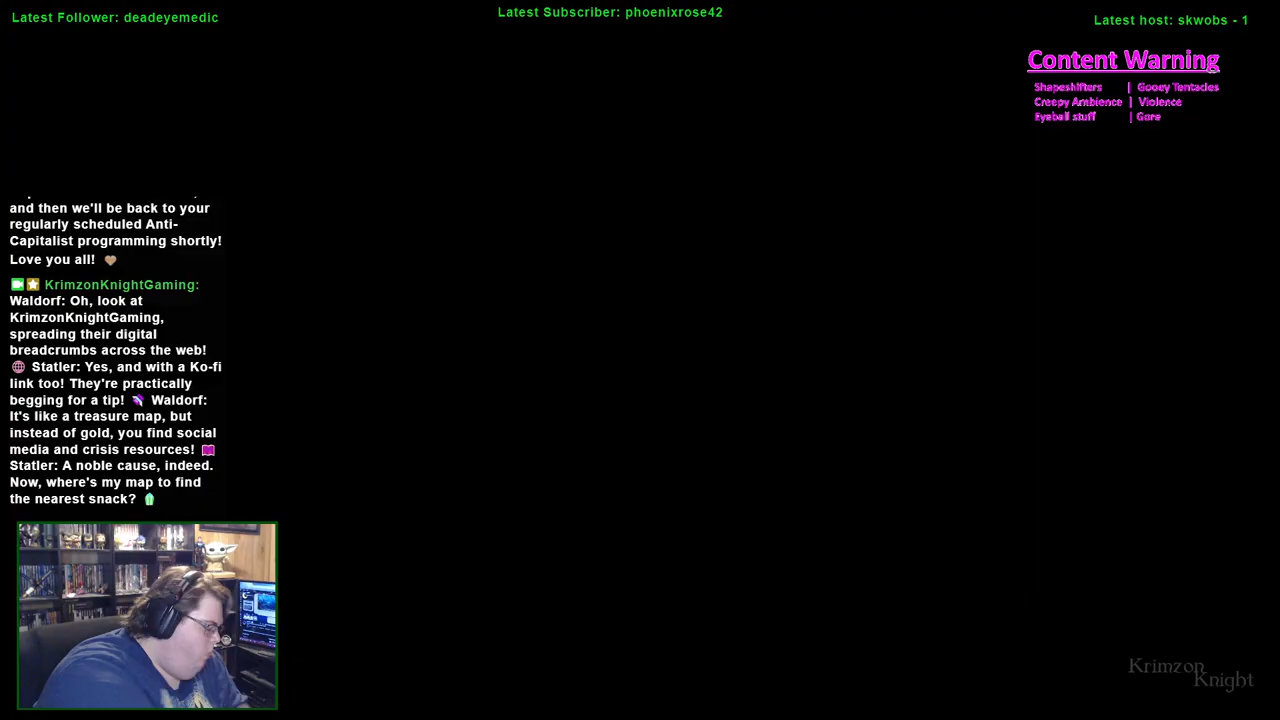 Latest Follower: deadeyemedic
Latest Subscriber: phoenixrose42
Latest host: skwobs - 1
Content Warning
Shapeshifters | Gooey Tentacles
Creepy Ambience | Violence
Eyeball stuff | Gore
and then we'll be back to your
regularly scheduled Anti-
Capitalist programming shortly!
Love you all!
KrimzonKnightGaming:
Waldorf: Oh, look at
KrimzonKnightGaming,
spreading their digital
breadcrumbs across the web!
Statler: Yes, and with a Ko-fi
link too! They're practically
begging for a tip! Waldorf:
It's like a treasure map, but
instead of gold, you find social
media and crisis resources!
Statler: A noble cause, indeed.
Now, where's my map to find
the nearest snack?
Krimzon
Knight